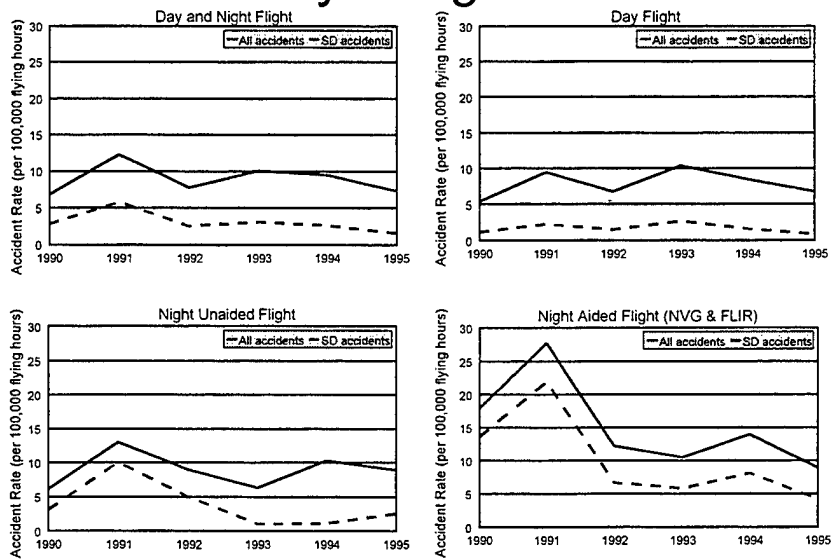 Day and Night Flight
Accident Rate (per 100,000 flying hours)
30
25
20
15
10
5
0
All accidents SD accidents
1990 1991 1992 1993 1994 1995
Day Flight
Accident Rate (per 100,000 flying hours)
30
25
20
15
10
5
0
All accidents SD accidents
1990 1991 1992 1993 1994 1995
Night Unaided Flight
Accident Rate (per 100,000 flying hours)
30
25
20
15
10
5
0
All accidents SD accidents
1990 1991 1992 1993 1994 1995
Night Aided Flight (NVG & FLIR)
Accident Rate (per 100,000 flying hours)
30
25
20
15
10
5
0
All accidents SD accidents
1990 1991 1992 1993 1994 1995